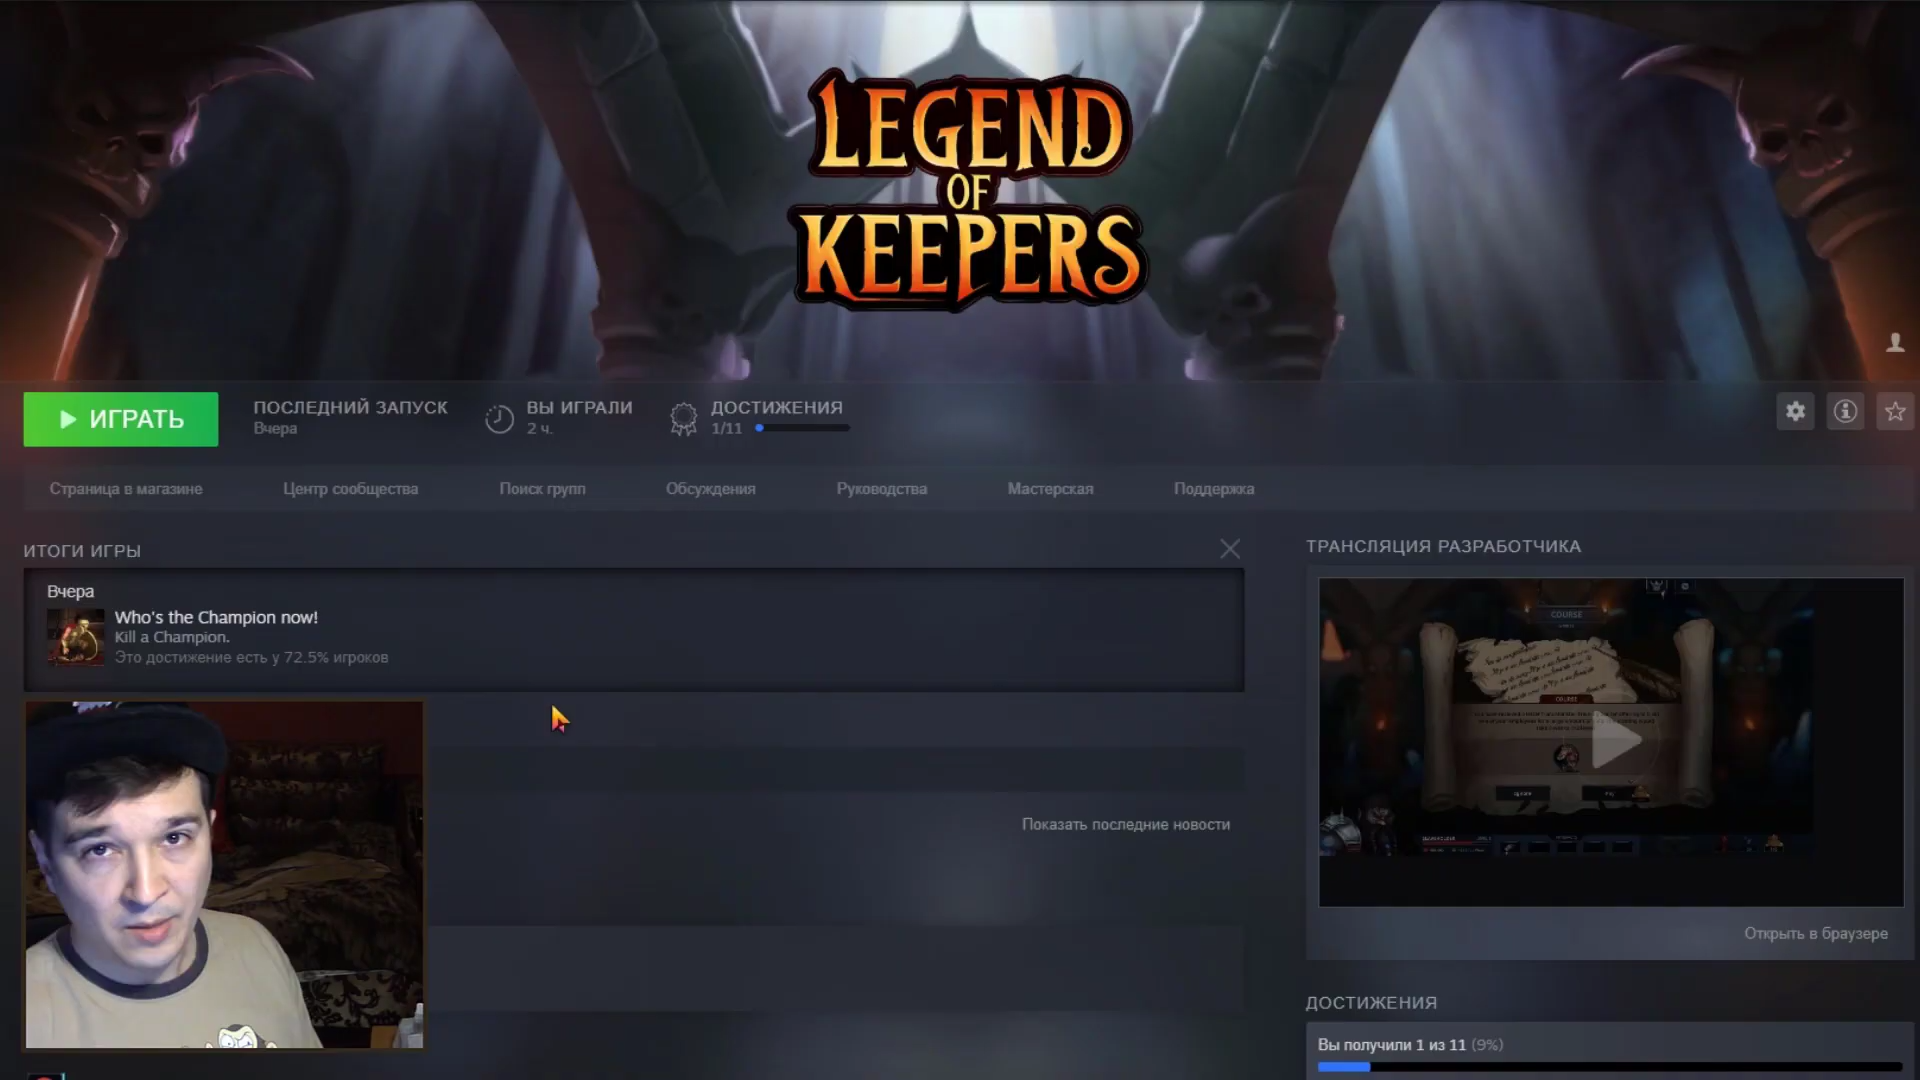 LEGEND
OF
KEEPERS
ИГРАТЬ
ПОСЛЕДНИЙ ЗАПУСК
Вчера
ВЫ ИГРАЛИ
2 ч.
ДОСТИЖЕНИЯ
1/11
Страница в магазине
Центр сообщества
Поиск групп
Обсуждения
Руководства
Мастерская
Поддержка
ИТОГИ ИГРЫ
Вчера
Who's the Champion now!
Kill a Champion.
Это достижение есть у 72.5% игроков
Показать последние новости
ТРАНСЛЯЦИЯ РАЗРАБОТЧИКА
COURSE
COURSE
Открыть в браузере
ДОСТИЖЕНИЯ
Вы получили 1 из 11 (9%)